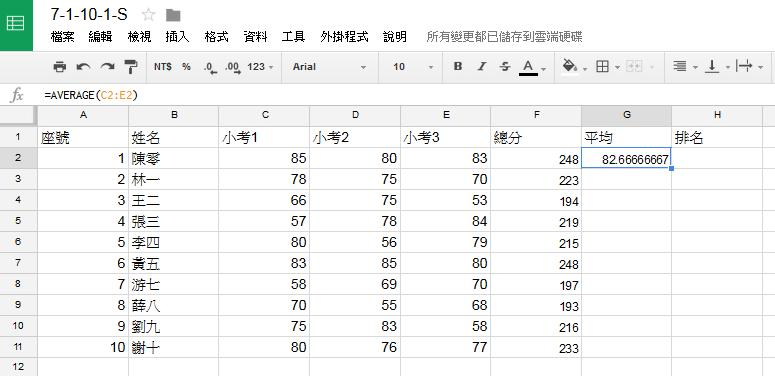 7-1-10-1-S
檔案 編輯 檢視 插入 格式 資料 工具 外掛程式 說明 所有變更都已儲存到雲端硬碟
NT$ % .0 .00 123 Arial 10 B I S A
fx =AVERAGE(C2:E2)
A B C D E F G H
1 座號 姓名 小考1 小考2 小考3 總分 平均 排名
2 1 陳零 85 80 83 248 82.66666667
3 2 林一 78 75 70 223
4 3 王二 66 75 53 194
5 4 張三 57 78 84 219
6 5 李四 80 56 79 215
7 6 黃五 83 85 80 248
8 7 游七 58 69 70 197
9 8 薛八 70 55 68 193
10 9 劉九 75 83 58 216
11 10 謝十 80 76 77 233
12